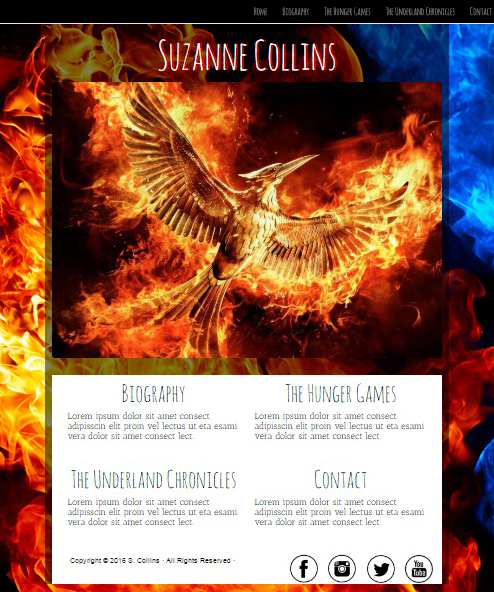 Home Biography The Hunger Games The Underland Chronicles Contact
Suzanne Collins
Biography
Lorem ipsum dolor sit amet consect
adipiscin elit proin vel lectus ut eta esami
vera dolor sit amet consect lect.
The Hunger Games
Lorem ipsum dolor sit amet consect
adipiscin elit proin vel lectus ut eta esami
vera dolor sit amet consect lect.
The Underland Chronicles
Lorem ipsum dolor sit amet consect
adipiscin elit proin vel lectus ut eta esami
vera dolor sit amet consect lect.
Contact
Lorem ipsum dolor sit amet consect
adipiscin elit proin vel lectus ut eta esami
vera dolor sit amet consect lect.
Copyright © 2016 S. Collins - All Rights Reserved -
You
Tube